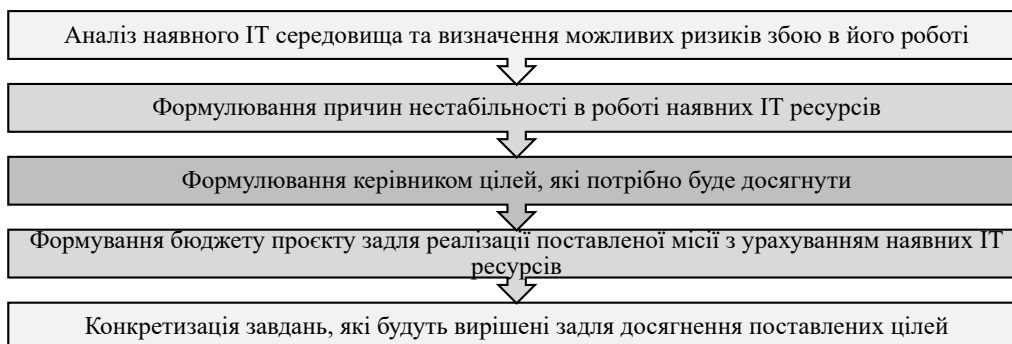 Аналіз наявного ІТ середовища та визначення можливих ризиків збою в його роботі
Формулювання причин нестабільності в роботі наявних ІТ ресурсів
Формулювання керівником цілей, які потрібно буде досягнути
Формування бюджету проєкту задля реалізації поставленої місії з урахуванням наявних ІТ
ресурсів
Конкретизація завдань, які будуть вирішені задля досягнення поставлених цілей